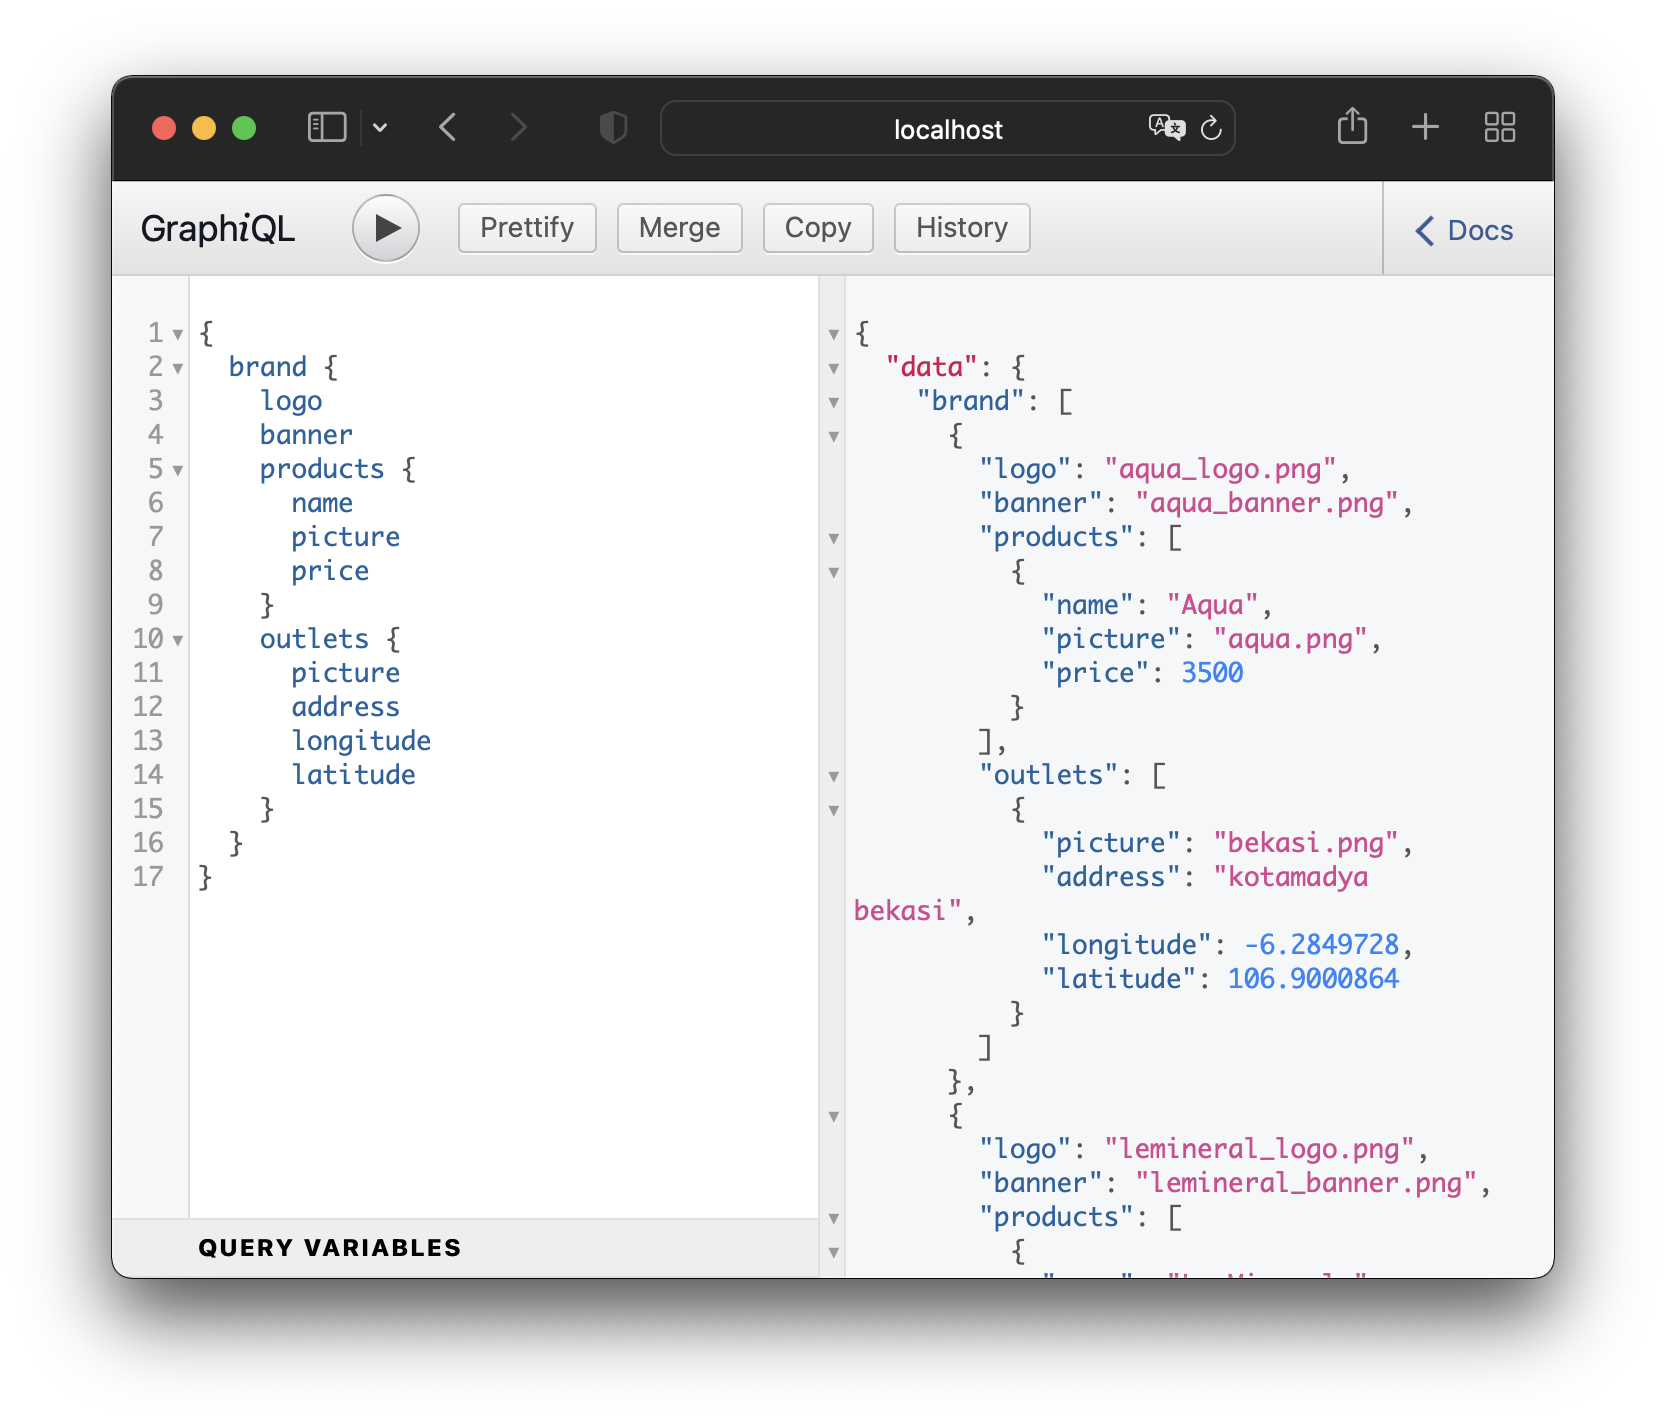 localhost
GraphiQL
Prettify
Merge
Copy
History
Docs
1 {
2 brand {
3 logo
4 banner
5 products {
6 name
7 picture
8 price
9 }
10 outlets {
11 picture
12 address
13 longitude
14 latitude
15 }
16 }
17 }
QUERY VARIABLES
{
"data": {
"brand": [
{
"logo": "aqua_logo.png",
"banner": "aqua_banner.png",
"products": [
{
"name": "Aqua",
"picture": "aqua.png",
"price": 3500
}
],
"outlets": [
{
"picture": "bekasi.png",
"address": "kotamadya
bekasi",
"longitude": -6.2849728,
"latitude": 106.9000864
}
]
},
{
"logo": "lemineral_logo.png",
"banner": "lemineral_banner.png",
"products": [
{